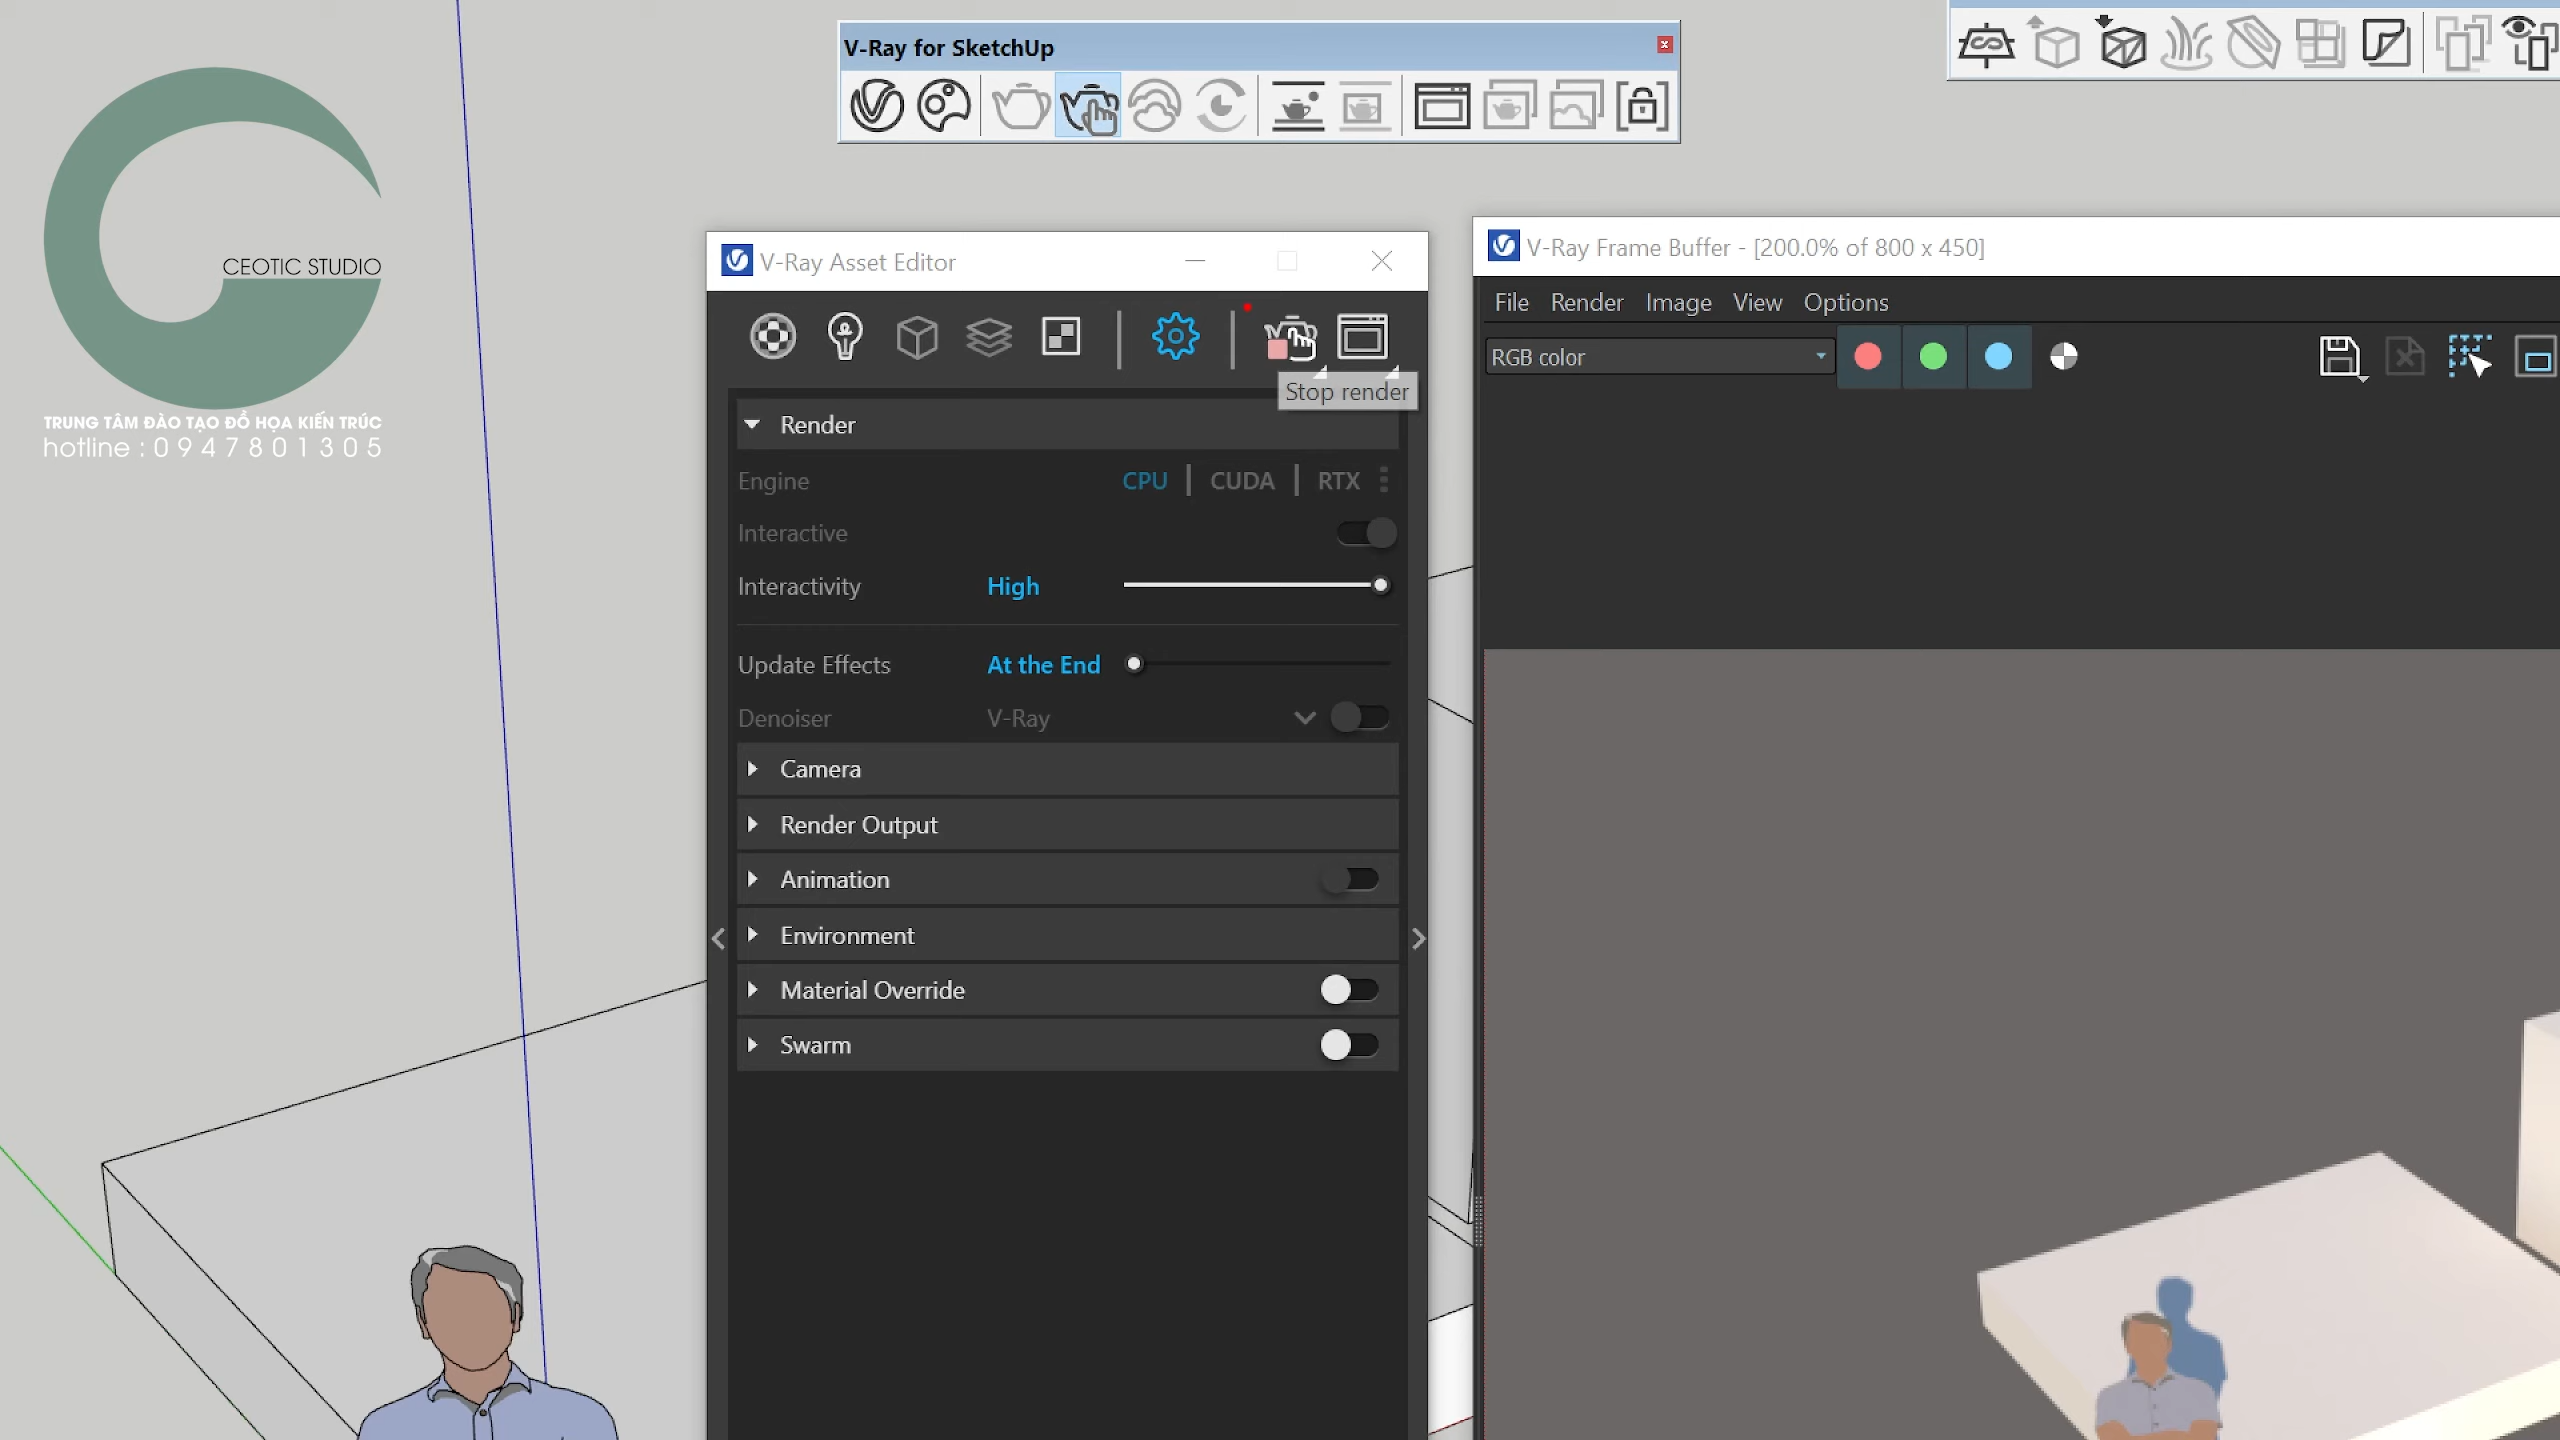 V-Ray for SketchUp
CEOTIC STUDIO
TRUNG TÂM ĐÀO TẠO ĐỒ HỌA KIẾN TRÚC
hotline : 0 9 4 7 8 0 1 3 0 5
V-Ray Asset Editor
Stop render
Render
Engine CPU | CUDA | RTX
Interactive
Interactivity High
Update Effects At the End
Denoiser V-Ray
Camera
Render Output
Animation
Environment
Material Override
Swarm
V-Ray Frame Buffer - [200.0% of 800 x 450]
File Render Image View Options
RGB color